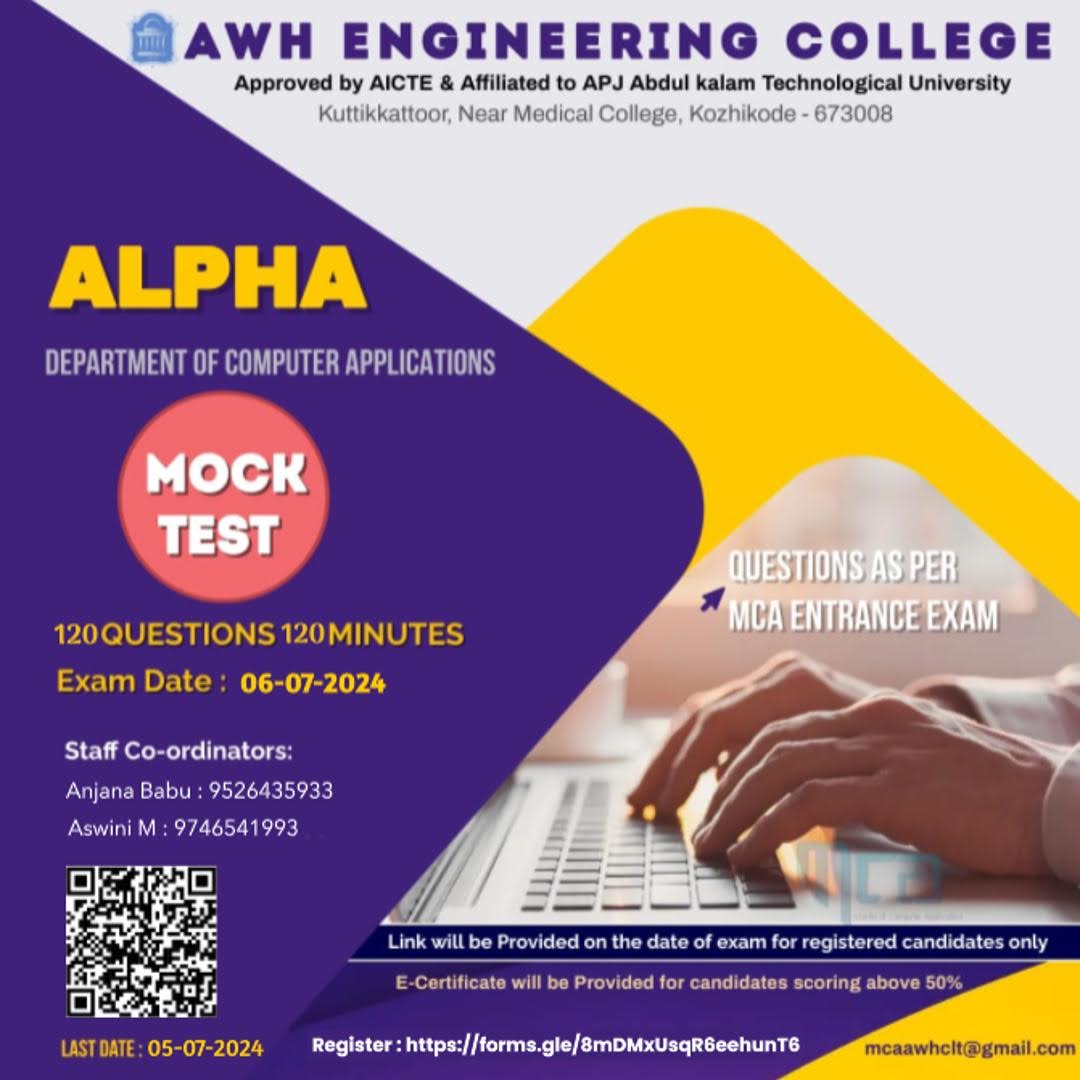 AWH ENGINEERING COLLEGE
Approved by AICTE & Affiliated to APJ Abdul kalam Technological University
Kuttikkattoor, Near Medical College, Kozhikode - 673008
ALPHA
DEPARTMENT OF COMPUTER APPLICATIONS
MOCK
TEST
QUESTIONS AS PER
MCA ENTRANCE EXAM
120 QUESTIONS 120 MINUTES
Exam Date : 06-07-2024
Staff Co-ordinators:
Anjana Babu : 9526435933
Aswini M : 9746541993
Link will be Provided on the date of exam for registered candidates only
E-Certificate will be Provided for candidates scoring above 50%
LAST DATE : 05-07-2024
Register : https://forms.gle/8mDMxUsqR6eehunT6
mcaawhclt@gmail.com